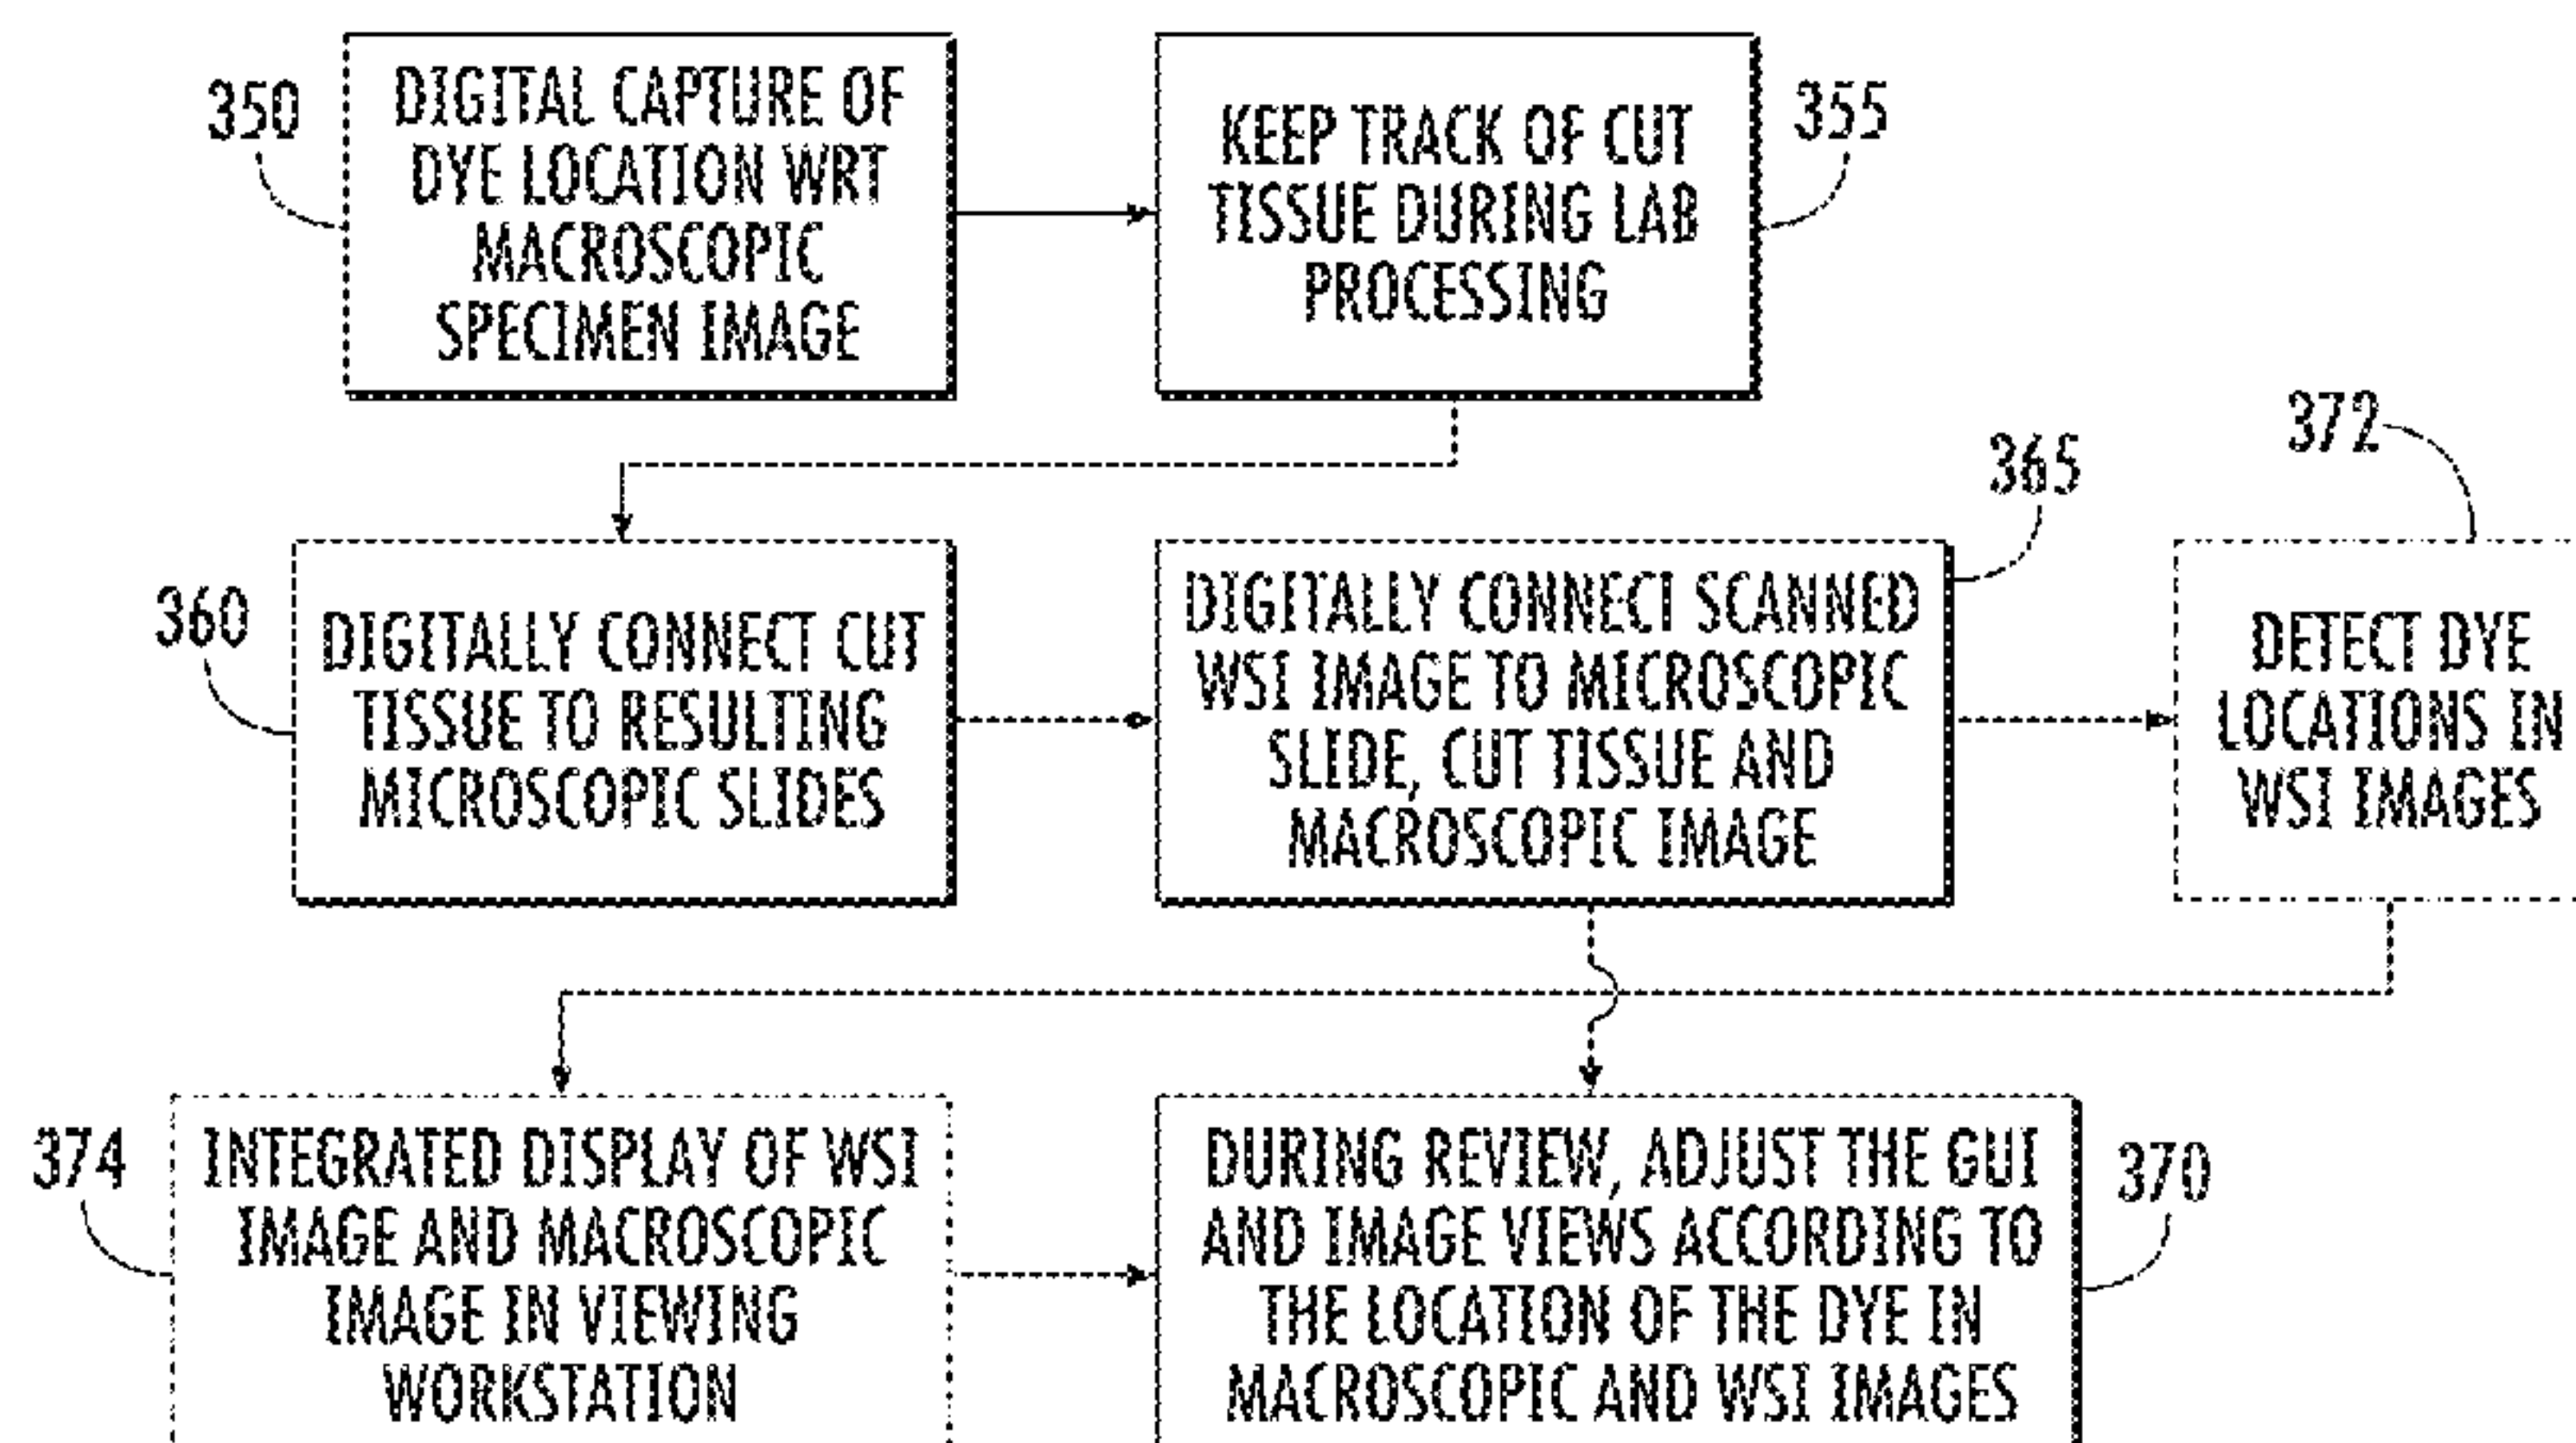 350
DIGITAL CAPTURE OF
DYE LOCATION WRT
MACROSCOPIC
SPECIMEN IMAGE
KEEP TRACK OF CUT
TISSUE DURING LAB
PROCESSING
355
360
DIGITALLY CONNECT CUT
TISSUE TO RESULTING
MICROSCOPIC SLIDES
365
DIGITALLY CONNECT SCANNED
WSI IMAGE TO MICROSCOPIC
SLIDE, CUT TISSUE AND
MACROSCOPIC IMAGE
372
DETECT DYE
LOCATIONS IN
WSI IMAGES
374
INTEGRATED DISPLAY OF WSI
IMAGE AND MACROSCOPIC
IMAGE IN VIEWING
WORKSTATION
DURING REVIEW, ADJUST THE GUI
AND IMAGE VIEWS ACCORDING TO
THE LOCATION OF THE DYE IN
MACROSCOPIC AND WSI IMAGES
370